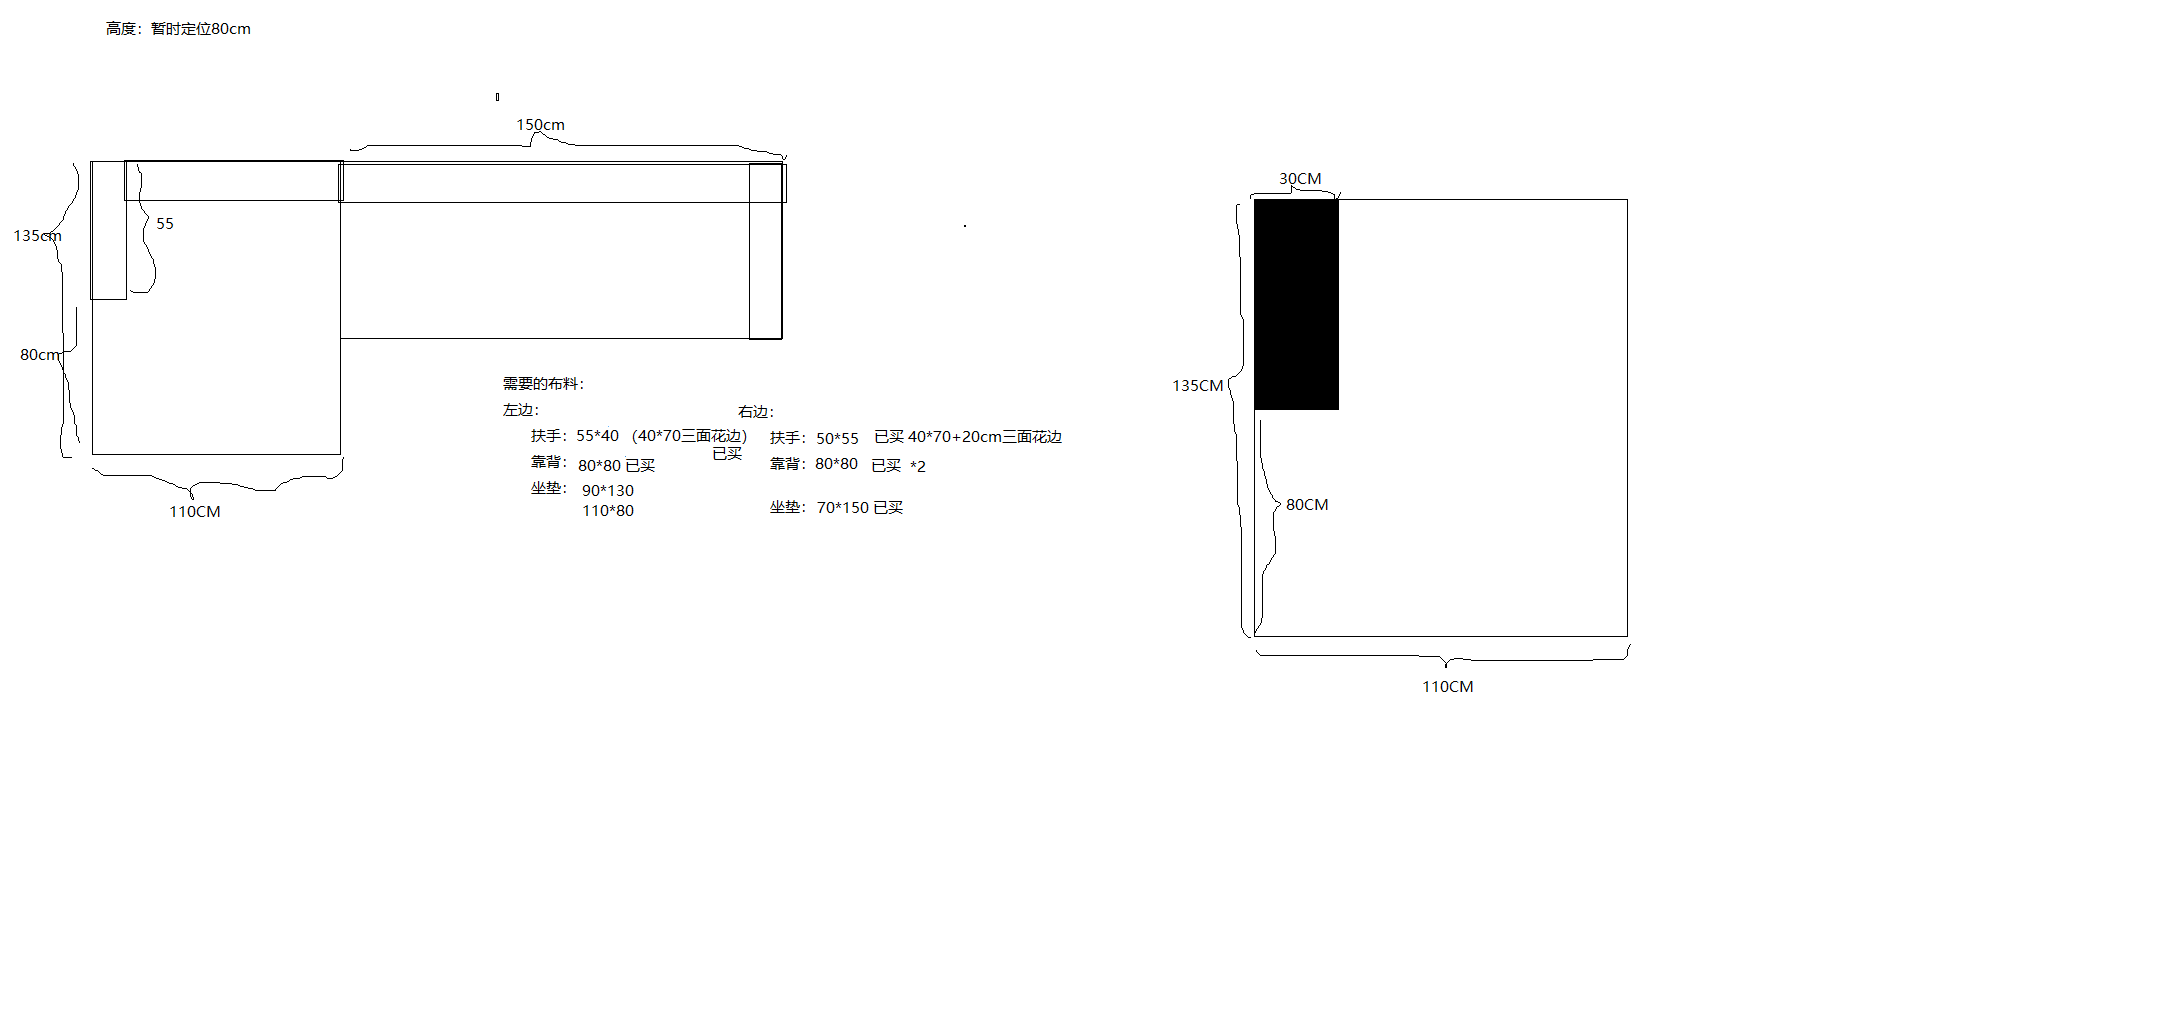 高度：暂时定位80cm
150cm
135cm
55
80cm
110CM
需要的布料：
左边：
扶手：55*40 （40*70三面花边）
已买
靠背： 80*80 已买
坐垫： 90*130
110*80
右边：
扶手：50*55 已买 40*70+20cm三面花边
靠背：80*80 已买 *2
坐垫：70*150 已买
30CM
135CM
80CM
110CM